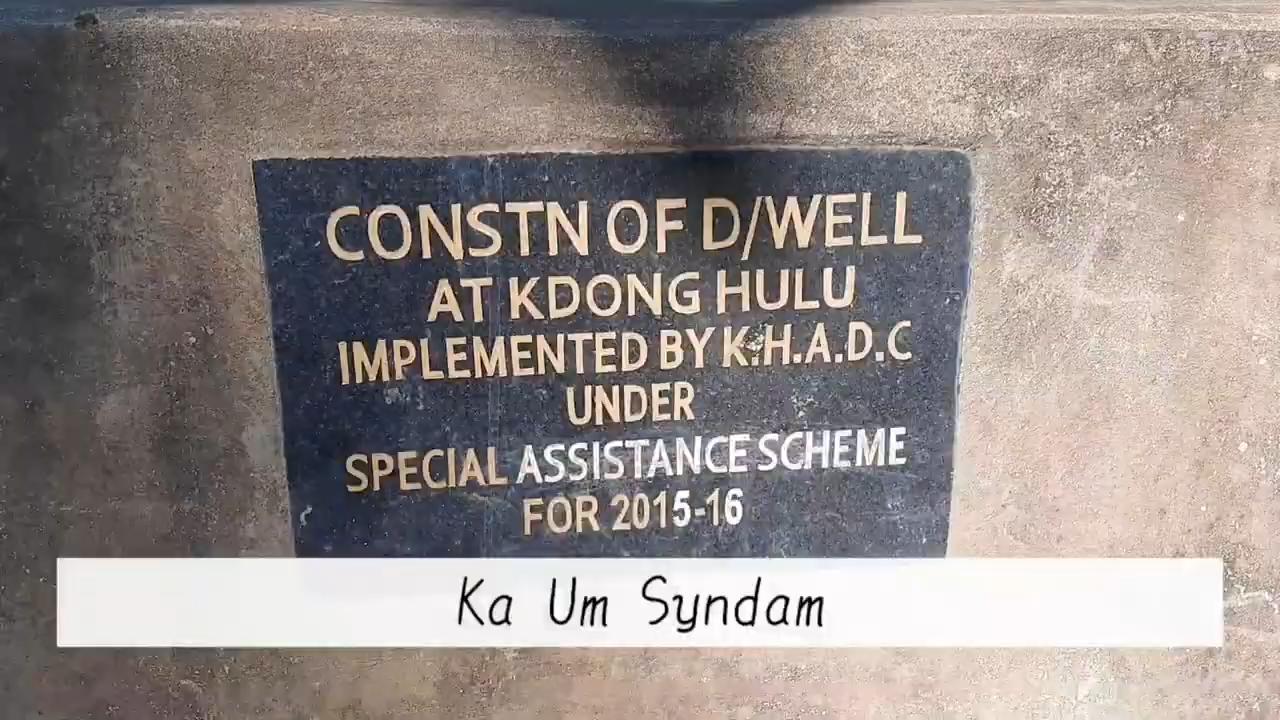 CONSTN OF D/WELL
AT KDONG HULU
IMPLEMENTED BY K.H.A.D.C
UNDER
SPECIAL ASSISTANCE SCHEME
FOR 2015-16
Ka Um Syndam